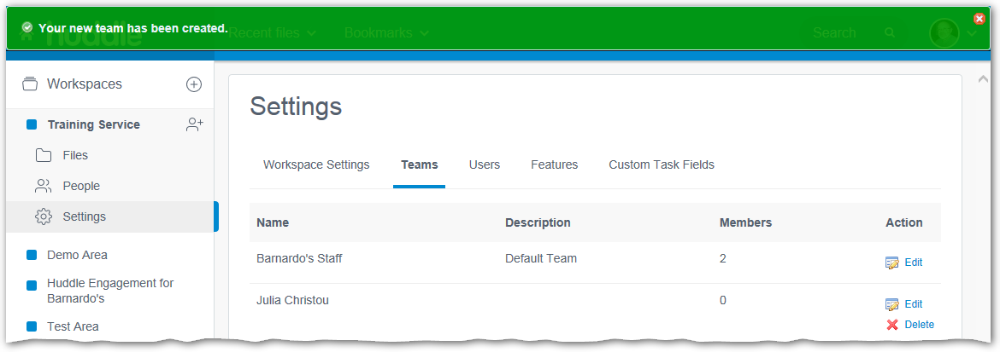 Your new team has been created.
huddle
Recent files
Bookmarks
Search
Workspaces
Training Service
Files
People
Settings
Demo Area
Huddle Engagement for
Barnardo's
Test Area
Settings
Workspace Settings Teams Users Features Custom Task Fields
Name Description Members Action
Barnardo's Staff Default Team 2 Edit
Julia Christou 0 Edit
Delete